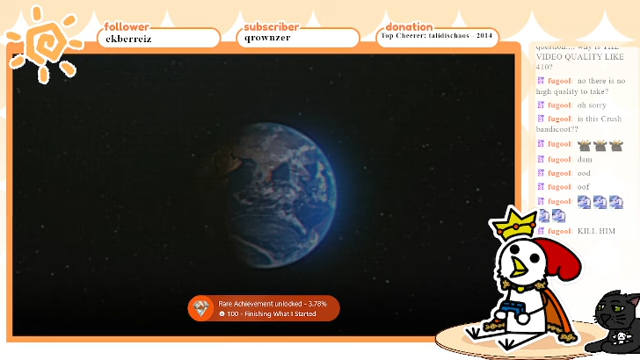 follower
ekberreiz
subscriber
qrownzer
donation
Top Cheerer: talidischaos - 2014
question.... why is THE
VIDEO QUALITY LIKE
410?
fugool: no there is no
high quality to take?
fugool: oh sorry
fugool: is this Crush
bandicoot??
fugool:
fugool: dam
fugool: ood
fugool: oof
fugool:
fugool: KILL HIM
Rare Achievement unlocked - 3.78%
100 - Finishing What I Started